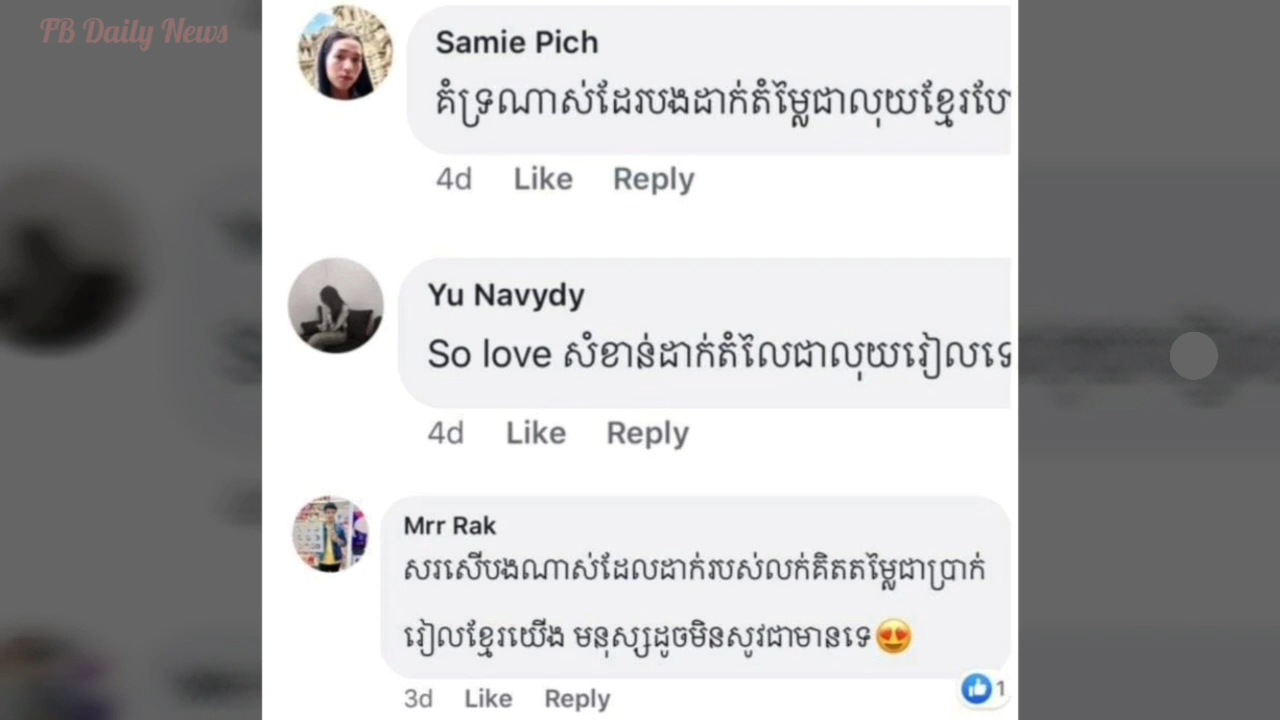 FB Daily News
Samie Pich
គាំទ្រណាស់ដែរបងដាក់តំម្លៃជាលុយខ្មែរ
4d Like Reply
Yu Navydy
So love សំខាន់ដាក់តំលៃជាលុយរៀល
4d Like Reply
Mrr Rak
សរសើបងណាស់ដែលដាក់របស់លក់គិតតម្លៃជាប្រាក់
រៀលខ្មែរយើង មនុស្សដូចមិនសូវជាមានទេ😍
3d Like Reply
1